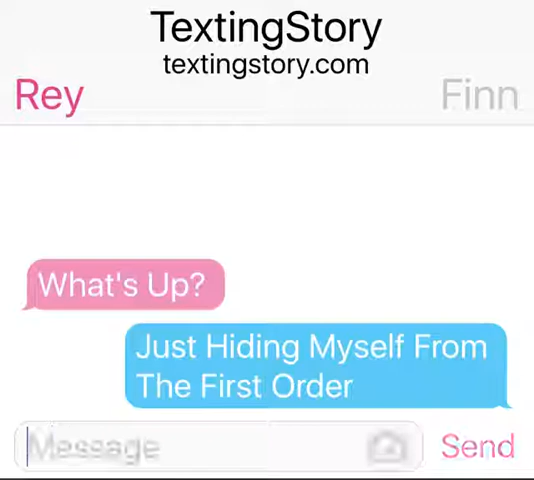 TextingStory
textingstory.com
Rey Finn
What's Up?
Just Hiding Myself From
The First Order
Message Send